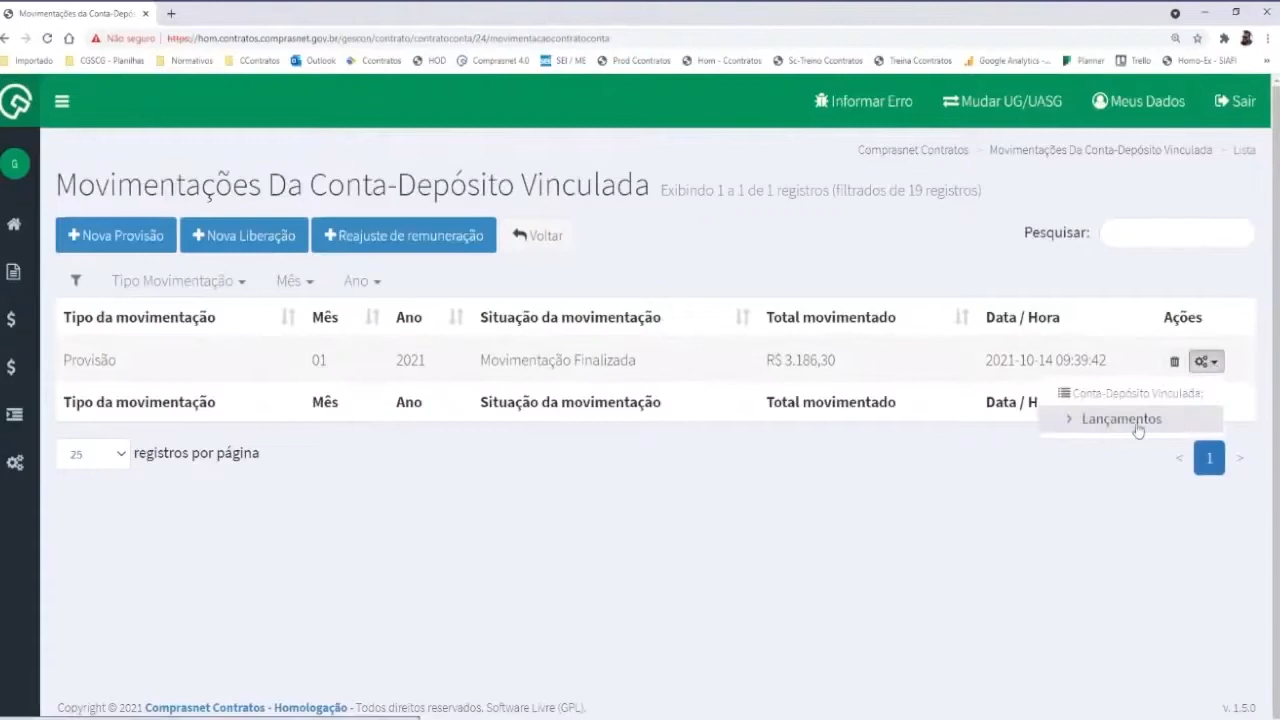 Movimentações da Conta-Depó
Não seguro https://hom.contratos.comprasnet.gov.br/gescon/contrato/contratoconta/24/movimentacaocontratoconta
Importado CGSCG - Planilhas Normativos CContratos Outlook Ccontratos HOD Comprasnet 4.0 SEI / ME Prod Ccontratos Hom - Ccontratos Sc-Treino Ccontratos Treina Ccontratos Google Analytics -... Planner Trello Homo-Ex - SIAFI »
Informar Erro Mudar UG/UASG Meus Dados Sair
G
Comprasnet Contratos Movimentações Da Conta-Depósito Vinculada Lista
Movimentações Da Conta-Depósito Vinculada Exibindo 1 a 1 de 1 registros (filtrados de 19 registros)
+ Nova Provisão + Nova Liberação + Reajuste de remuneração Voltar Pesquisar:
Tipo Movimentação Mês Ano
Tipo da movimentação Mês Ano Situação da movimentação Total movimentado Data / Hora Ações
Provisão 01 2021 Movimentação Finalizada R$ 3.186,30 2021-10-14 09:39:42
Conta-Depósito Vinculada:
Tipo da movimentação Mês Ano Situação da movimentação Total movimentado Data / H
> Lançamentos
25 registros por página < 1 >
Copyright © 2021 Comprasnet Contratos - Homologação - Todos direitos reservados. Software Livre (GPL). v. 1.5.0